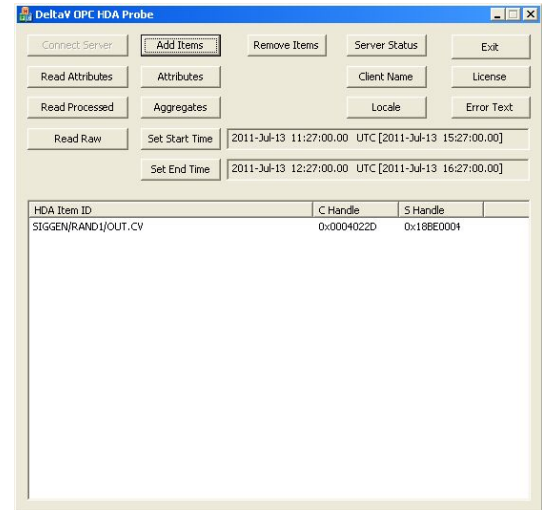 DeltaV OPC HDA Probe
Connect Server Add Items Remove Items Server Status Exit
Read Attributes Attributes Client Name License
Read Processed Aggregates Locale Error Text
Read Raw Set Start Time 2011-Jul-13 11:27:00.00 UTC [2011-Jul-13 15:27:00.00]
Set End Time 2011-Jul-13 12:27:00.00 UTC [2011-Jul-13 16:27:00.00]
HDA Item ID C Handle S Handle
SIGGEN/RAND1/OUT.CV 0x0004022D 0x18BE0004